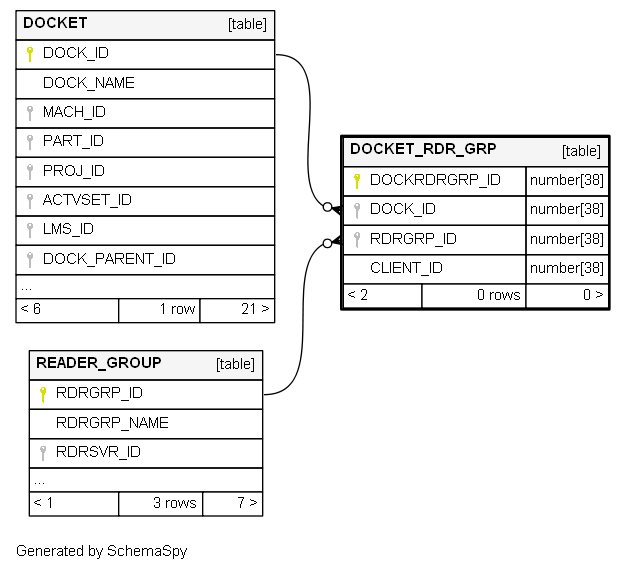 DOCKET [table]
DOCK_ID
DOCK_NAME
MACH_ID
PART_ID
PROJ_ID
ACTVSET_ID
LMS_ID
DOCK_PARENT_ID
...
< 6 1 row 21 >
DOCKET_RDR_GRP [table]
DOCKRDRGRP_ID number[38]
DOCK_ID number[38]
RDRGRP_ID number[38]
CLIENT_ID number[38]
< 2 0 rows 0 >
READER_GROUP [table]
RDRGRP_ID
RDRGRP_NAME
RDRSVR_ID
...
< 1 3 rows 7 >
Generated by SchemaSpy